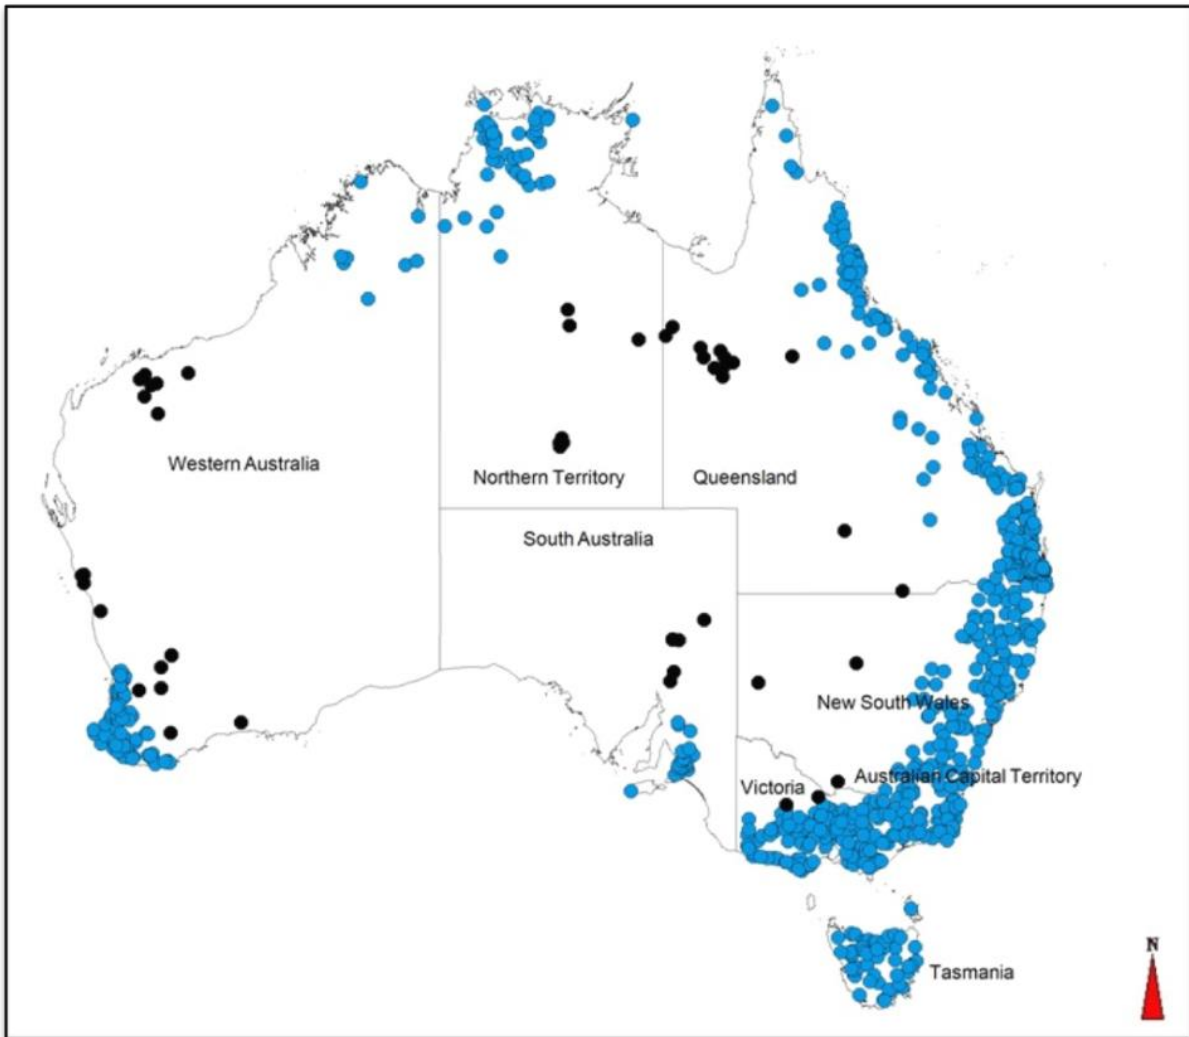 Western Australia
Northern Territory
Queensland
South Australia
New South Wales
Victoria
Australian Capital Territory
N
Tasmania